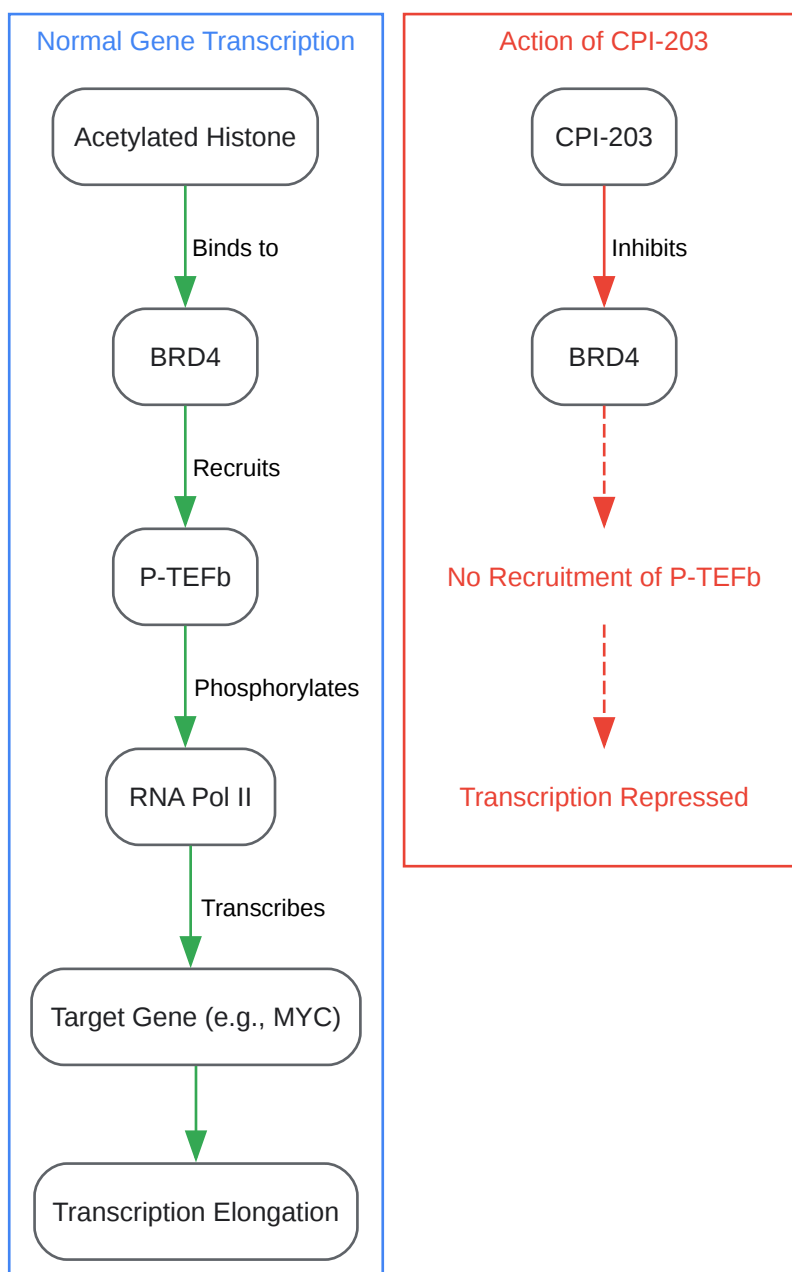 Normal Gene Transcription
Acetylated Histone
Binds to
BRD4
Recruits
P-TEFb
Phosphorylates
RNA Pol II
Transcribes
Target Gene (e.g., MYC)
Transcription Elongation
Action of CPI-203
CPI-203
Inhibits
BRD4
No Recruitment of P-TEFb
Transcription Repressed